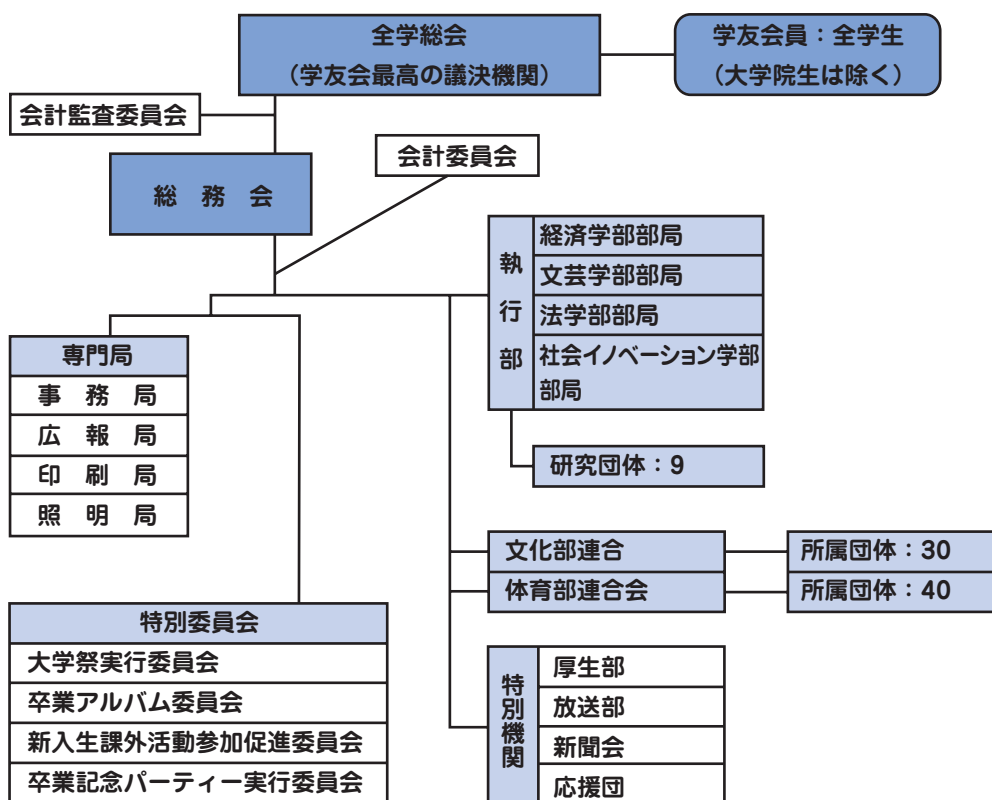 全学総会
（学友会最高の議決機関）
学友会員：全学生
（大学院生は除く）
会計監査委員会
会計委員会
総　務　会
執行部
経済学部部局
文芸学部部局
法学部部局
社会イノベーション学部
部局
研究団体：9
専門局
事　務　局
広　報　局
印　刷　局
照　明　局
文化部連合
所属団体：30
体育部連合会
所属団体：40
特別委員会
大学祭実行委員会
卒業アルバム委員会
新入生課外活動参加促進委員会
卒業記念パーティー実行委員会
特別機関
厚生部
放送部
新聞会
応援団